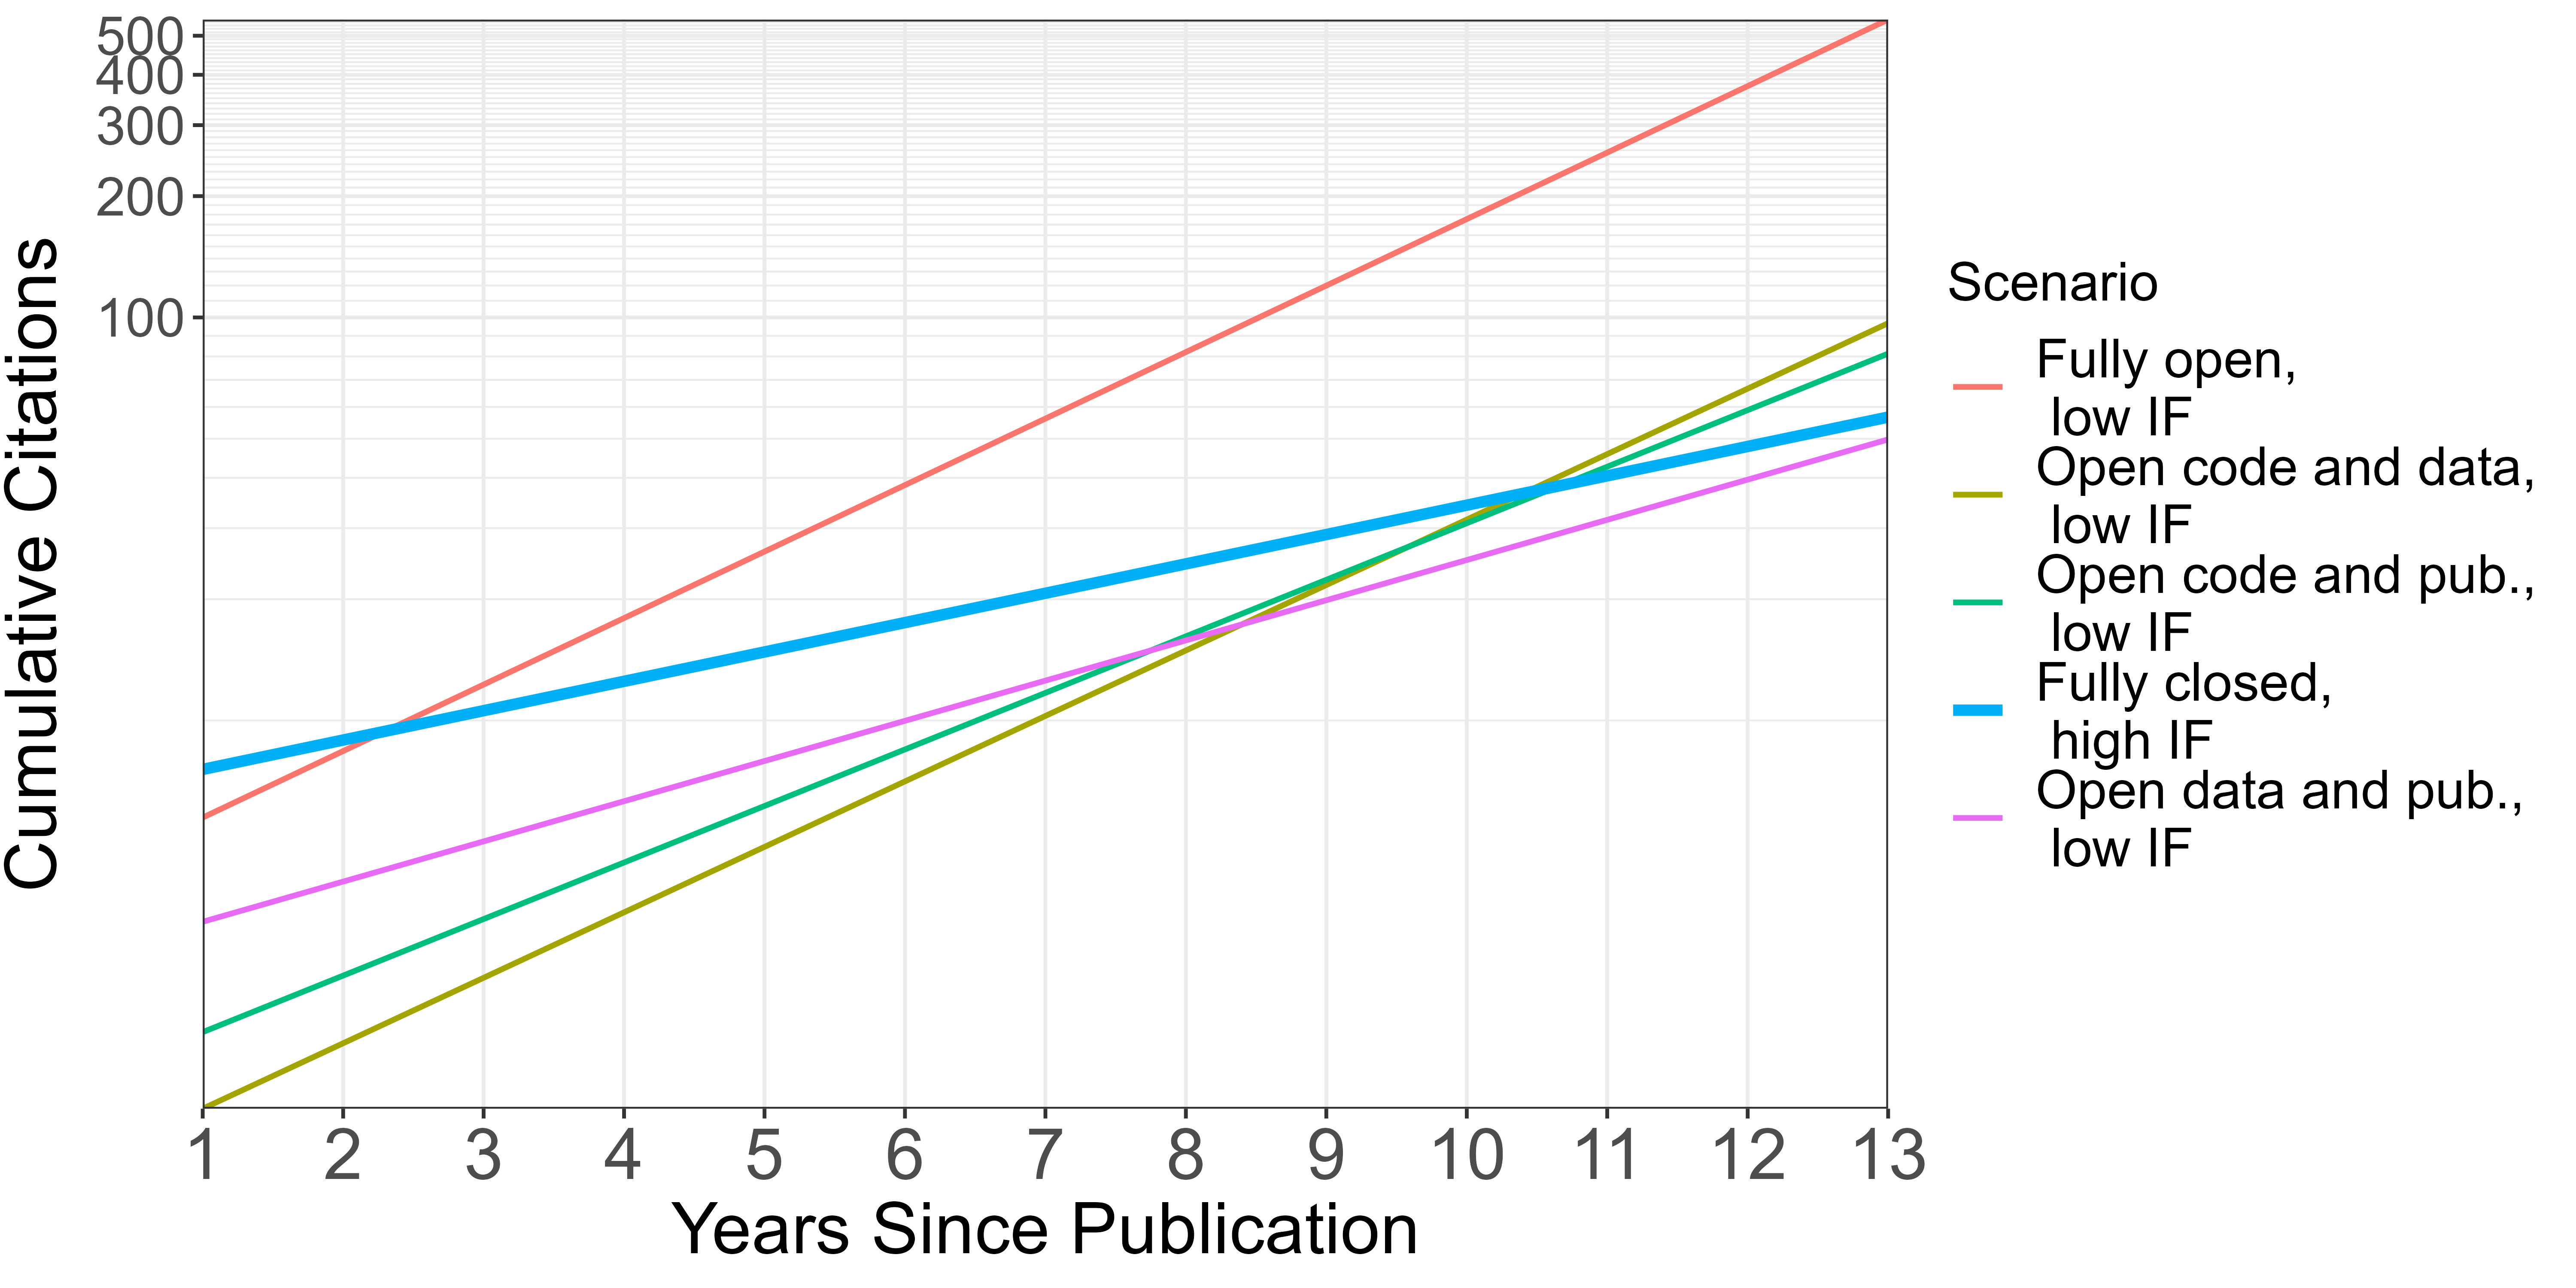 500
400
300
200
100
Cumulative Citations
1 2 3 4 5 6 7 8 9 10 11 12 13
Years Since Publication
Scenario
Fully open,
low IF
Open code and data,
low IF
Open code and pub.,
low IF
Fully closed,
high IF
Open data and pub.,
low IF